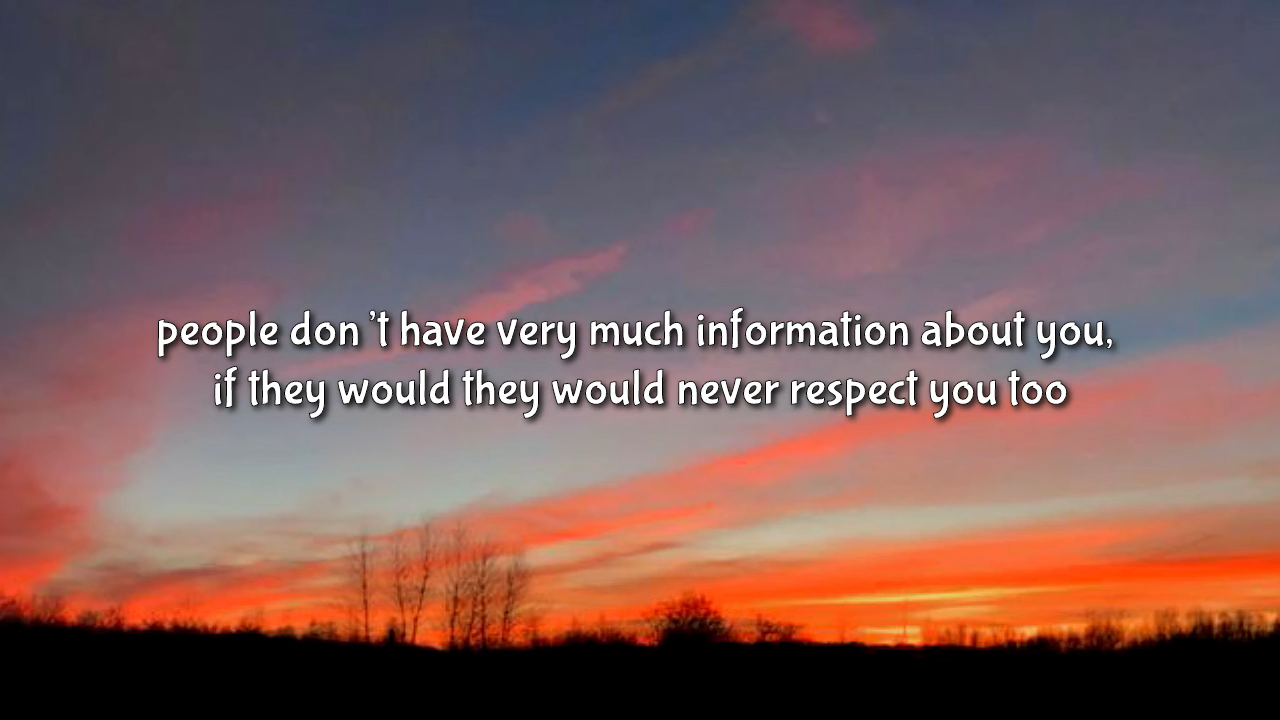 people don't have very much information about you,
if they would they would never respect you too